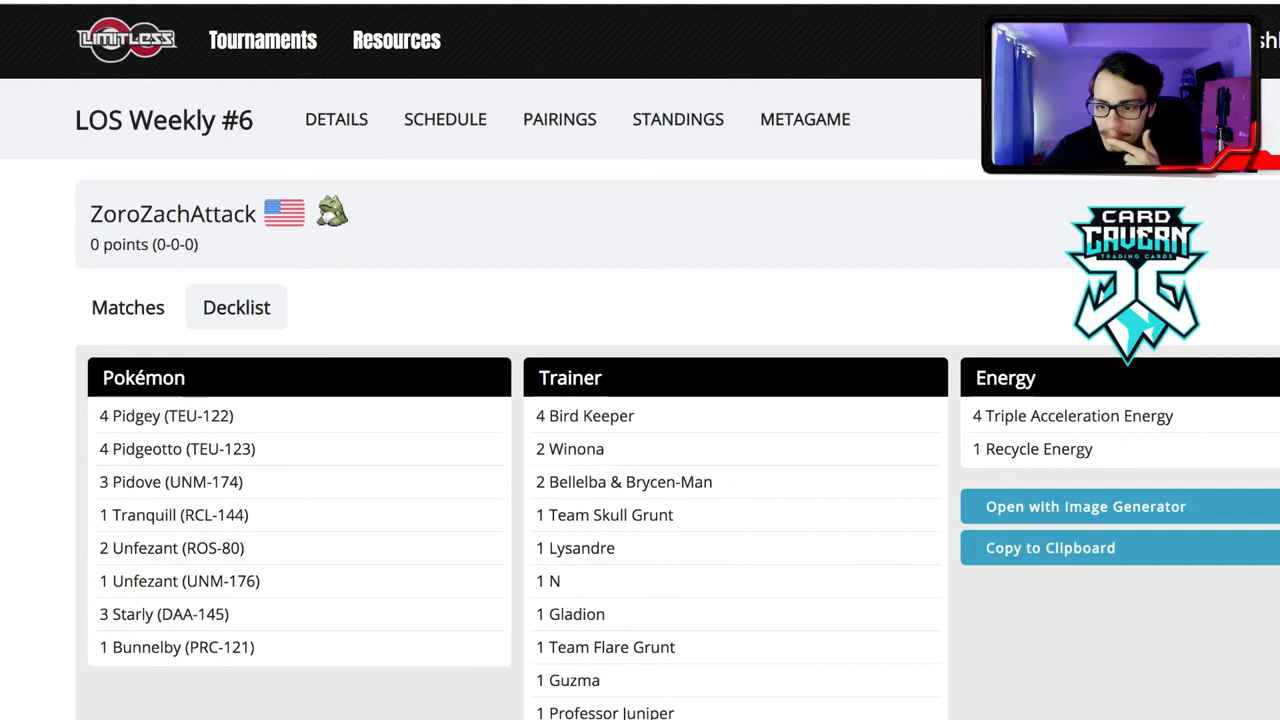 LIMITLESS Tournaments Resources
LOS Weekly #6 DETAILS SCHEDULE PAIRINGS STANDINGS METAGAME
ZoroZachAttack
0 points (0-0-0)
CARD
CAVERN
TRADING CARDS
Matches Decklist
Pokémon
4 Pidgey (TEU-122)
4 Pidgeotto (TEU-123)
3 Pidove (UNM-174)
1 Tranquill (RCL-144)
2 Unfezant (ROS-80)
1 Unfezant (UNM-176)
3 Starly (DAA-145)
1 Bunnelby (PRC-121)
Trainer
4 Bird Keeper
2 Winona
2 Bellelba & Brycen-Man
1 Team Skull Grunt
1 Lysandre
1 N
1 Gladion
1 Team Flare Grunt
1 Guzma
1 Professor Juniper
Energy
4 Triple Acceleration Energy
1 Recycle Energy
Open with Image Generator
Copy to Clipboard